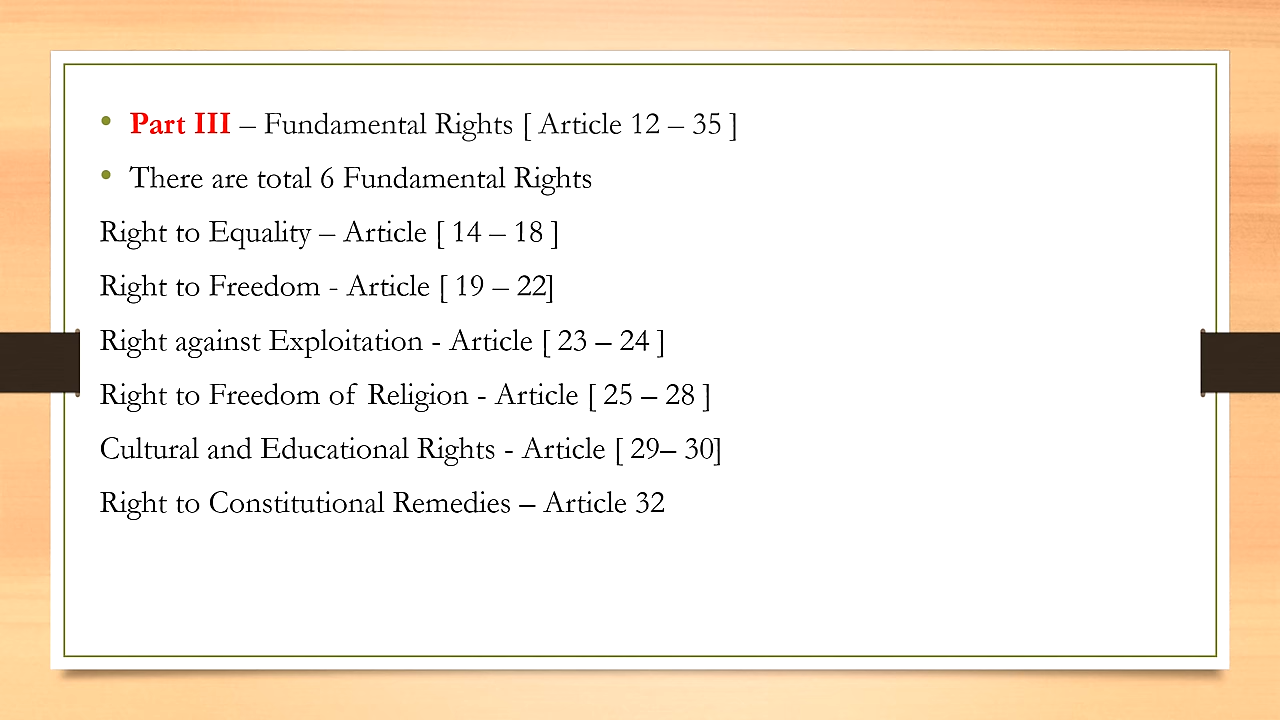 • Part III – Fundamental Rights [ Article 12 – 35 ]
• There are total 6 Fundamental Rights
Right to Equality – Article [ 14 – 18 ]
Right to Freedom - Article [ 19 – 22]
Right against Exploitation - Article [ 23 – 24 ]
Right to Freedom of Religion - Article [ 25 – 28 ]
Cultural and Educational Rights - Article [ 29– 30]
Right to Constitutional Remedies – Article 32